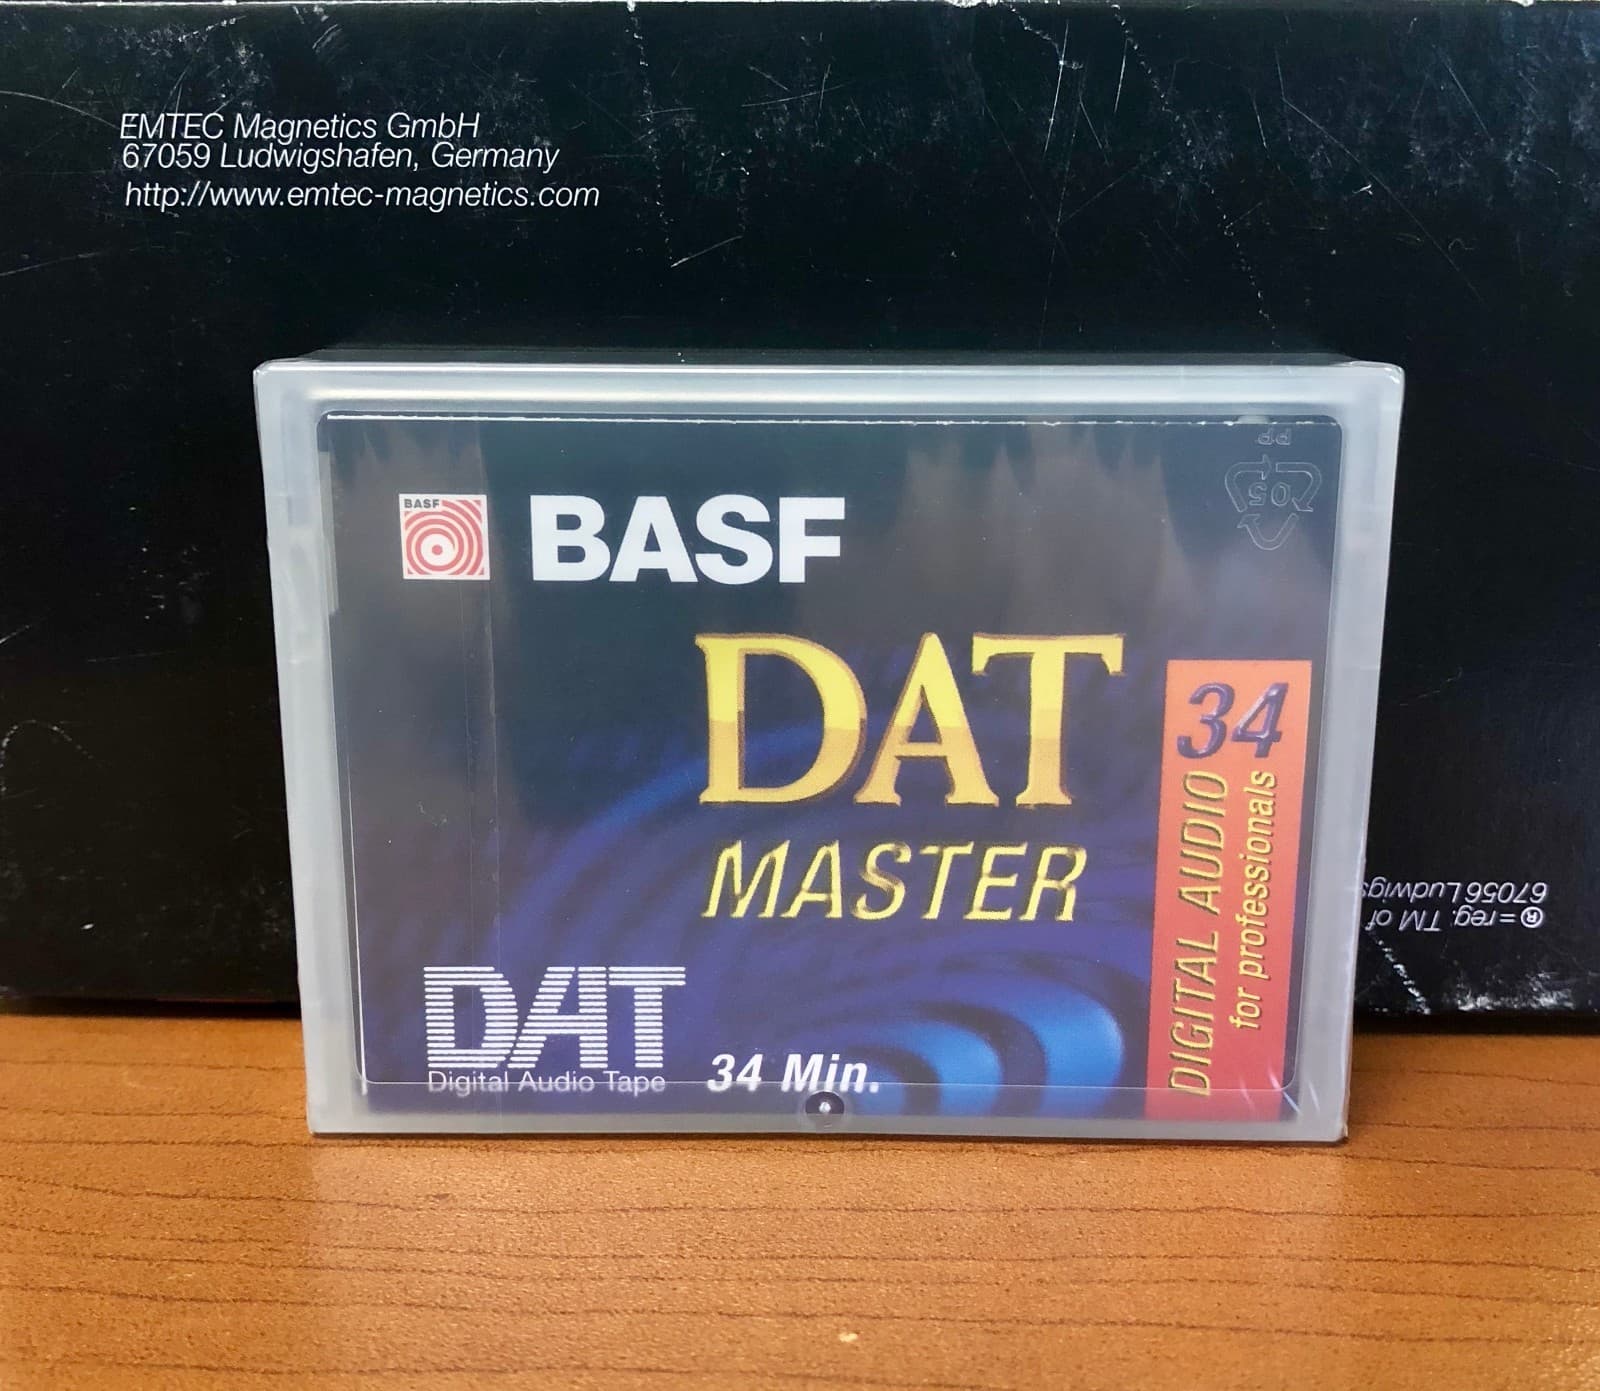 EMTEC Magnetics GmbH
67059 Ludwigshafen, Germany
http://www.emtec-magnetics.com
PP
05
BASF
BASF
DAT
MASTER
34
DIGITAL AUDIO
for professionals
DAT
Digital Audio Tape
34 Min.
®=reg. TM of
67056